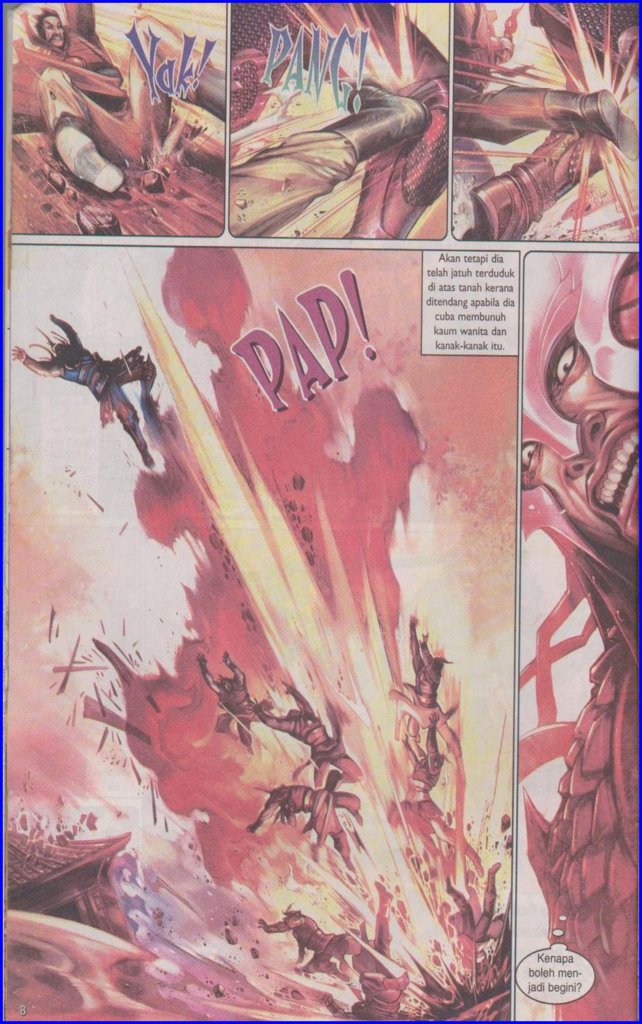 Yak!
PANG!
PAP!
Akan tetapi dia
telah jatuh terduduk
di atas tanah kerana
ditendang apabila dia
cuba membunuh
kaum wanita dan
kanak-kanak itu.
Kenapa
boleh men-
jadi begini?
8